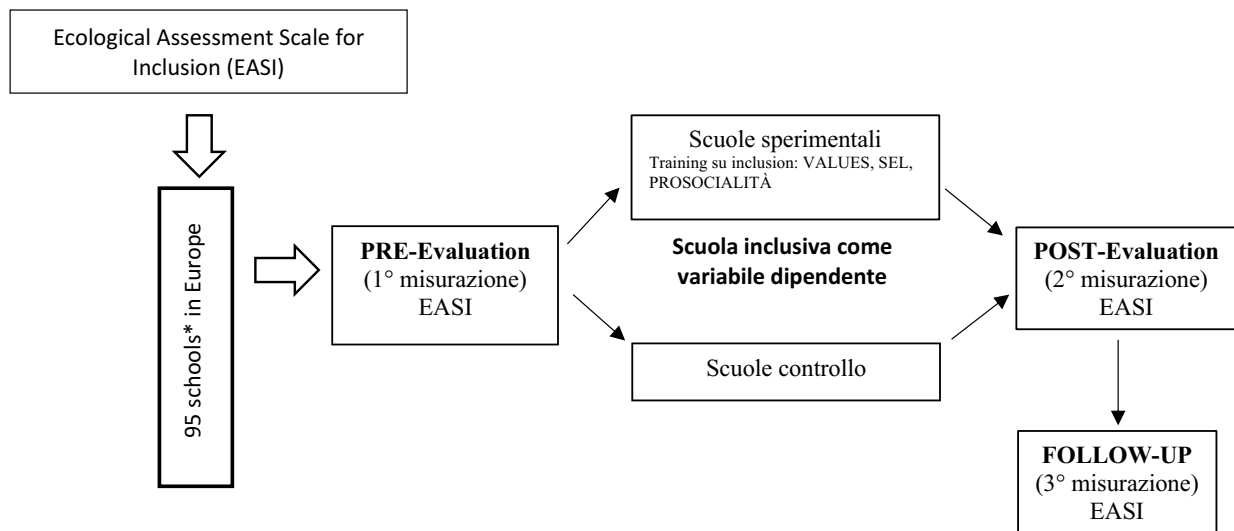 Ecological Assessment Scale for
Inclusion (EASI)
95 schools* in Europe
PRE-Evaluation
(1° misurazione)
EASI
Scuole sperimentali
Training su inclusion: VALUES, SEL,
PROSOCIALITÀ
Scuola inclusiva come
variabile dipendente
Scuole controllo
POST-Evaluation
(2° misurazione)
EASI
FOLLOW-UP
(3° misurazione)
EASI